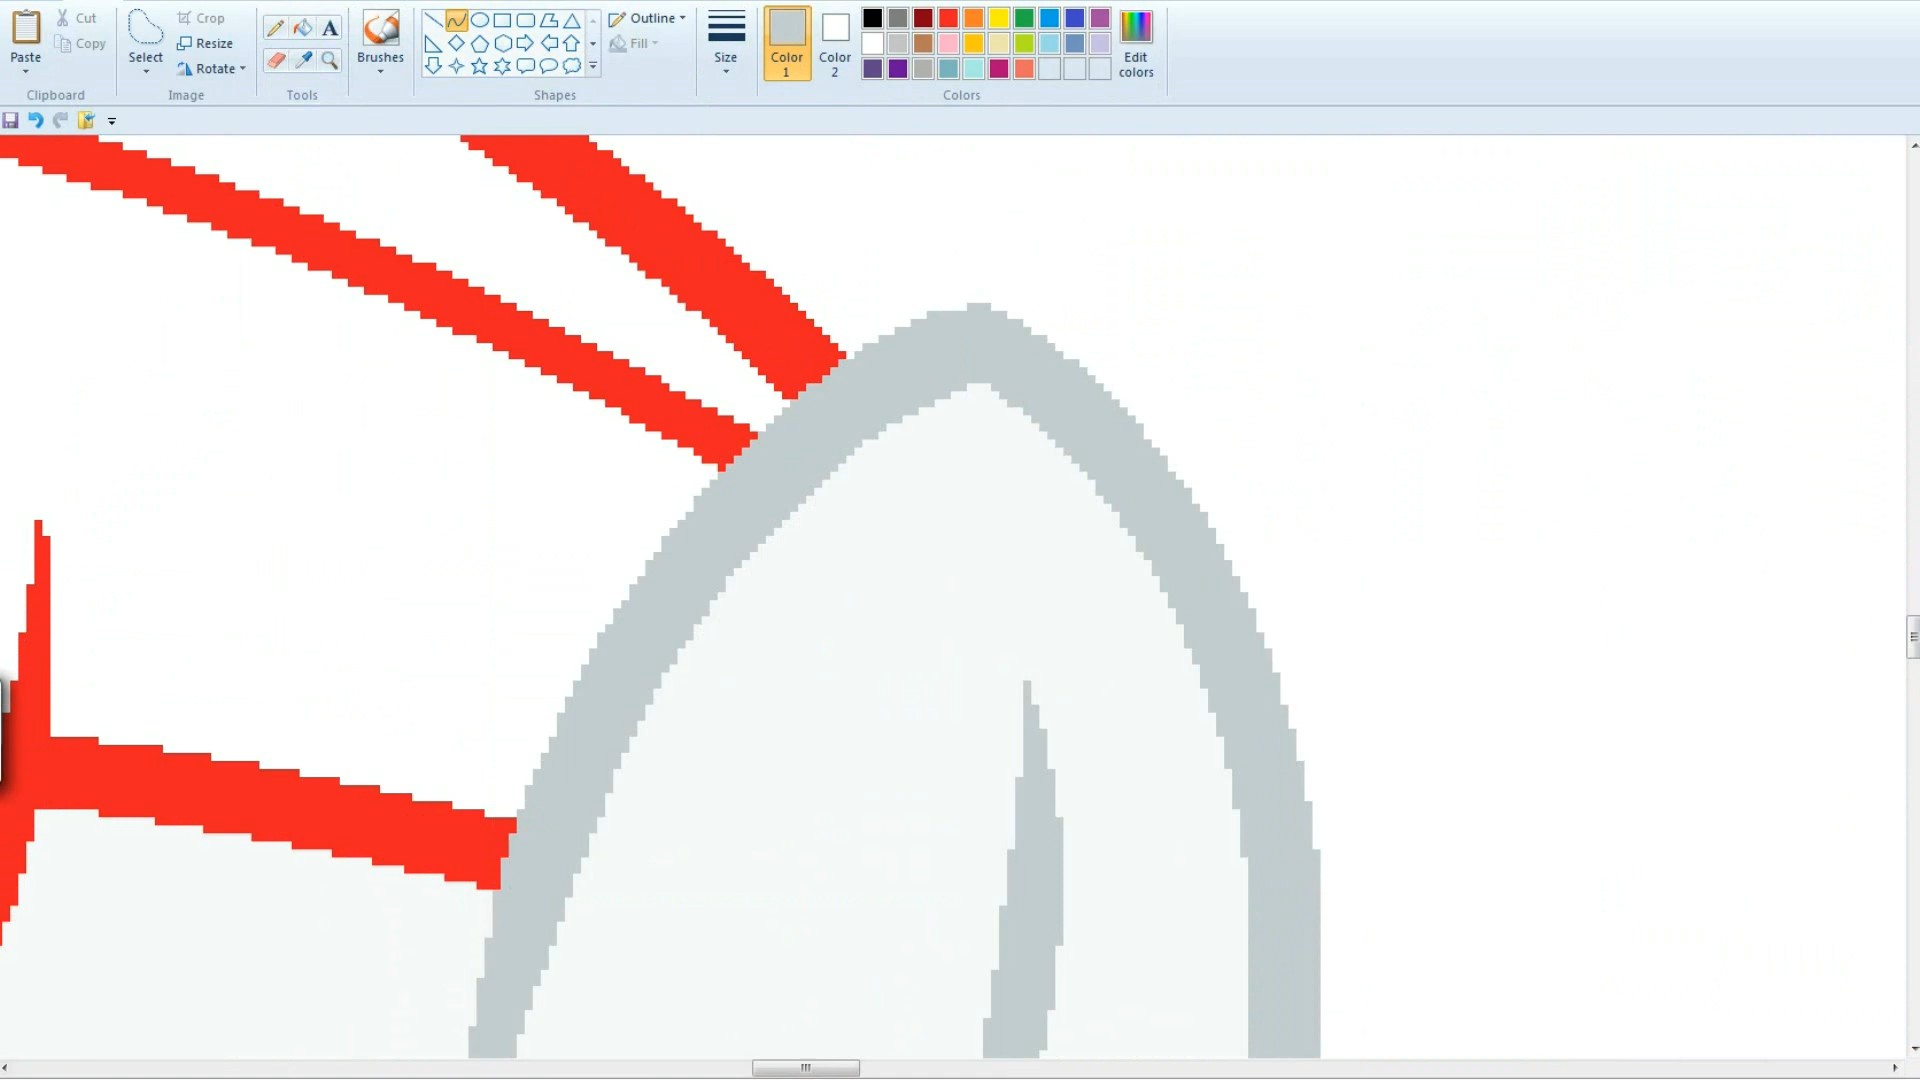 Paste
Cut
Copy
Clipboard
Select
Crop
Resize
Rotate
Image
A
Tools
Brushes
Outline
Fill
Shapes
Size
Color
1
Color
2
Edit
colors
Colors